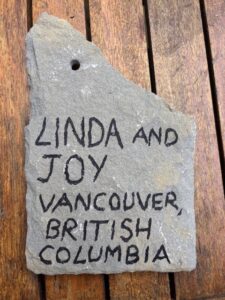 LINDA AND
JOY
VANCOUVER,
BRITISH
COLUMBIA